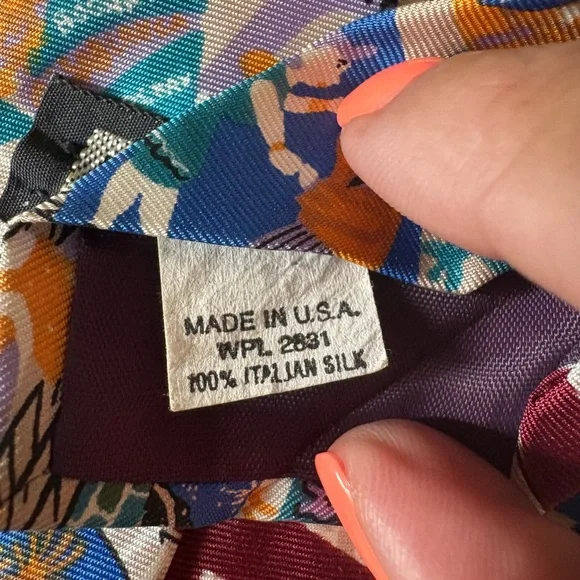 MADE IN U.S.A.
WPL 2831
100% ITALIAN SILK